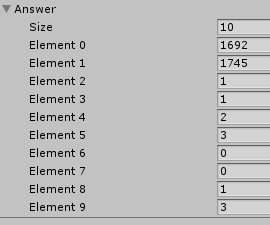 Answer
Size 10
Element 0 1692
Element 1 1745
Element 2 1
Element 3 1
Element 4 2
Element 5 3
Element 6 0
Element 7 0
Element 8 1
Element 9 3